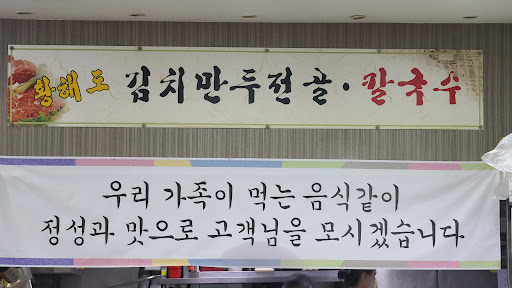 황해도 김치만두전골·칼국수
우리 가족이 먹는 음식같이
정성과 맛으로 고객님을 모시겠습니다